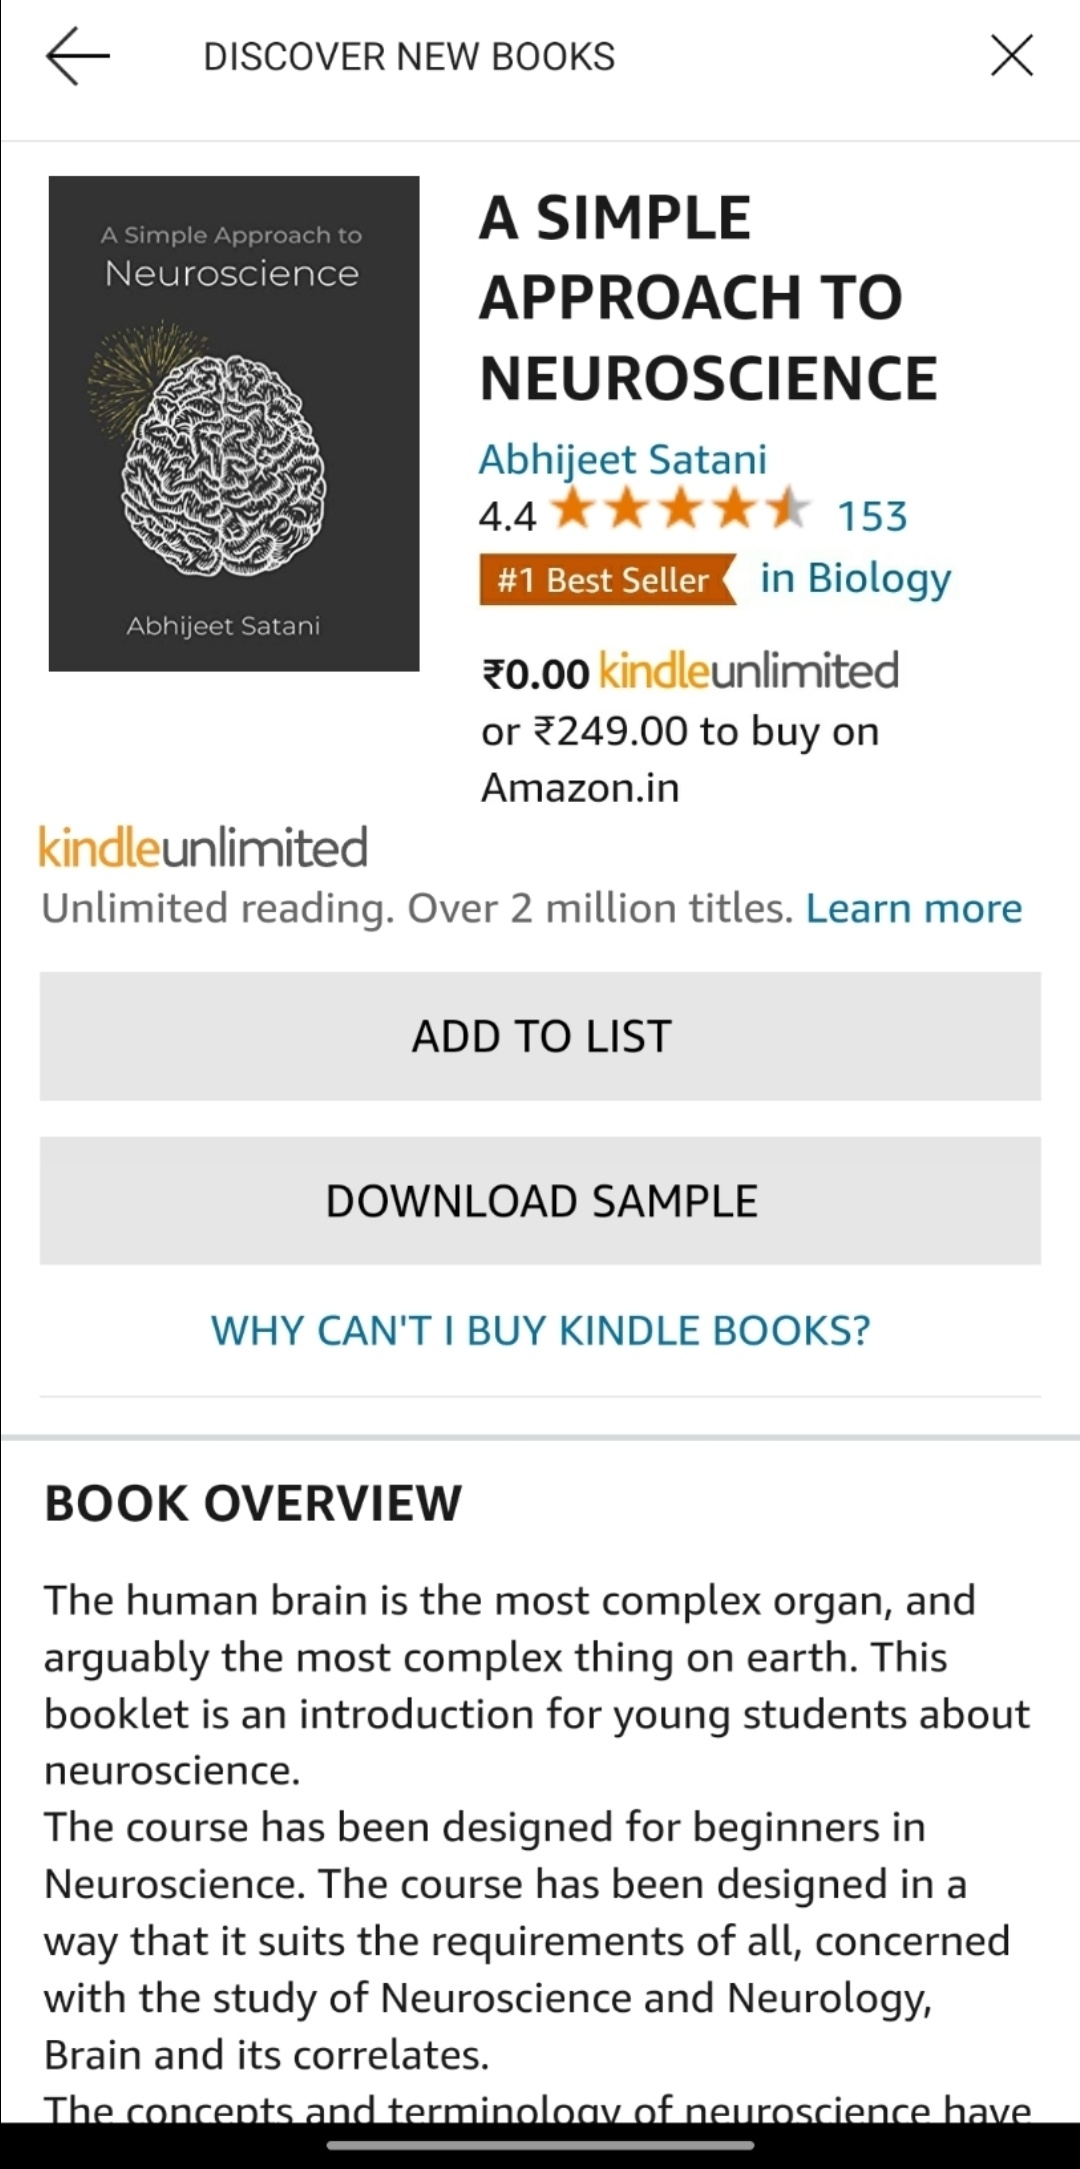 DISCOVER NEW BOOKS
A Simple Approach to
Neuroscience
Abhijeet Satani
A SIMPLE
APPROACH TO
NEUROSCIENCE
Abhijeet Satani
4.4 153
#1 Best Seller in Biology
₹0.00 kindleunlimited
or ₹249.00 to buy on
Amazon.in
kindleunlimited
Unlimited reading. Over 2 million titles. Learn more
ADD TO LIST
DOWNLOAD SAMPLE
WHY CAN'T I BUY KINDLE BOOKS?
BOOK OVERVIEW
The human brain is the most complex organ, and
arguably the most complex thing on earth. This
booklet is an introduction for young students about
neuroscience.
The course has been designed for beginners in
Neuroscience. The course has been designed in a
way that it suits the requirements of all, concerned
with the study of Neuroscience and Neurology,
Brain and its correlates.
The concepts and terminology of neuroscience have